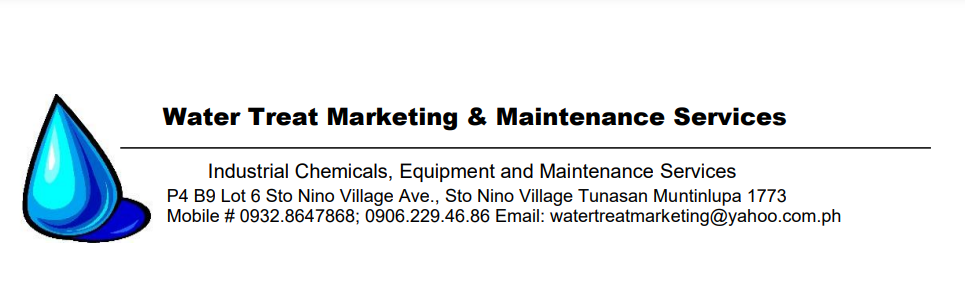 Water Treat Marketing & Maintenance Services
Industrial Chemicals, Equipment and Maintenance Services
P4 B9 Lot 6 Sto Nino Village Ave., Sto Nino Village Tunasan Muntinlupa 1773
Mobile # 0932.8647868; 0906.229.46.86 Email: watertreatmarketing@yahoo.com.ph